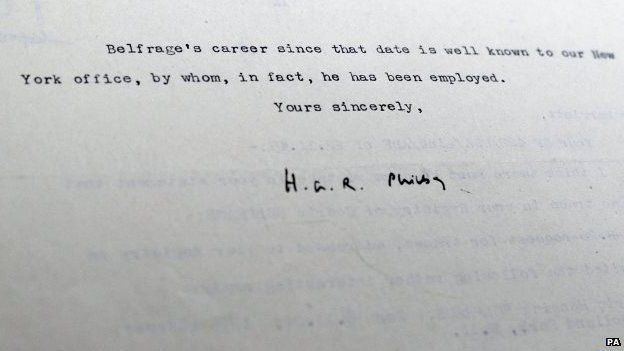 Belfrage's career since that date is well known to our New
York office, by whom, in fact, he has been employed.
Yours sincerely,
H.A.R. Philby
PA